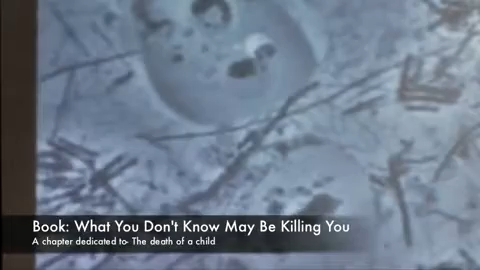 Book: What You Don't Know May Be Killing You
A chapter dedicated to- The death of a child